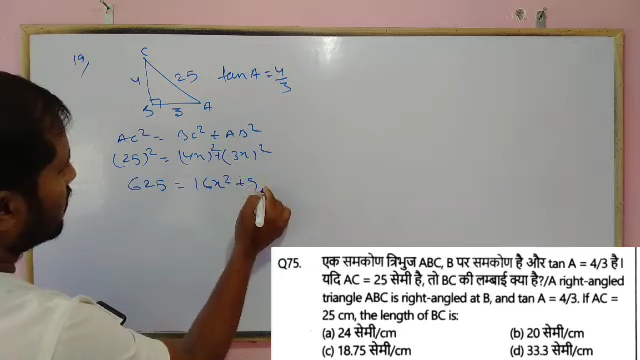 19)
C
4
25
tan A = 4/3
B
3
A
AC² = BC² + AB²
(25)² = (4x)² + (3x)²
625 = 16x² + 9
Q75. एक समकोण त्रिभुज ABC, B पर समकोण है और tan A = 4/3 है।
यदि AC = 25 सेमी है, तो BC की लम्बाई क्या है?/A right-angled
triangle ABC is right-angled at B, and tan A = 4/3. If AC =
25 cm, the length of BC is:
(a) 24 सेमी/cm (b) 20 सेमी/cm
(c) 18.75 सेमी/cm (d) 33.3 सेमी/cm